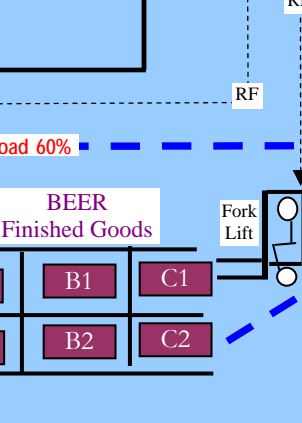 RF
oad 60%
BEER
Finished Goods
Fork
Lift
B1
C1
B2
C2